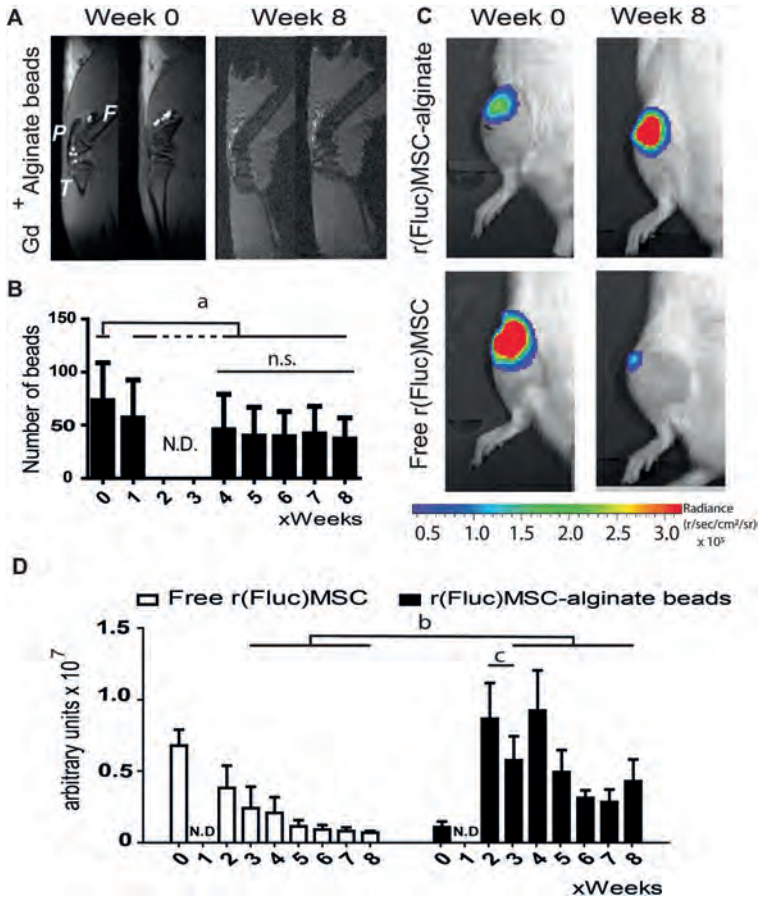 A
Week 0
Week 8
Gd + Alginate beads
P
F
T
B
a
n.s.
Number of beads
150
100
50
0
N.D.
0 1 2 3 4 5 6 7 8
xWeeks
C
Week 0
Week 8
r(Fluc)MSC-alginate
Free r(Fluc)MSC
0.5 1.0 1.5 2.0 2.5 3.0
Radiance
(r/sec/cm²/sr)
x 10⁵
D
Free r(Fluc)MSC
r(Fluc)MSC-alginate beads
b
c
arbitrary units x 10⁻⁷
1.5
1.0
0.5
0
N.D
N.D
0 1 2 3 4 5 6 7 8
0 1 2 3 4 5 6 7 8
xWeeks